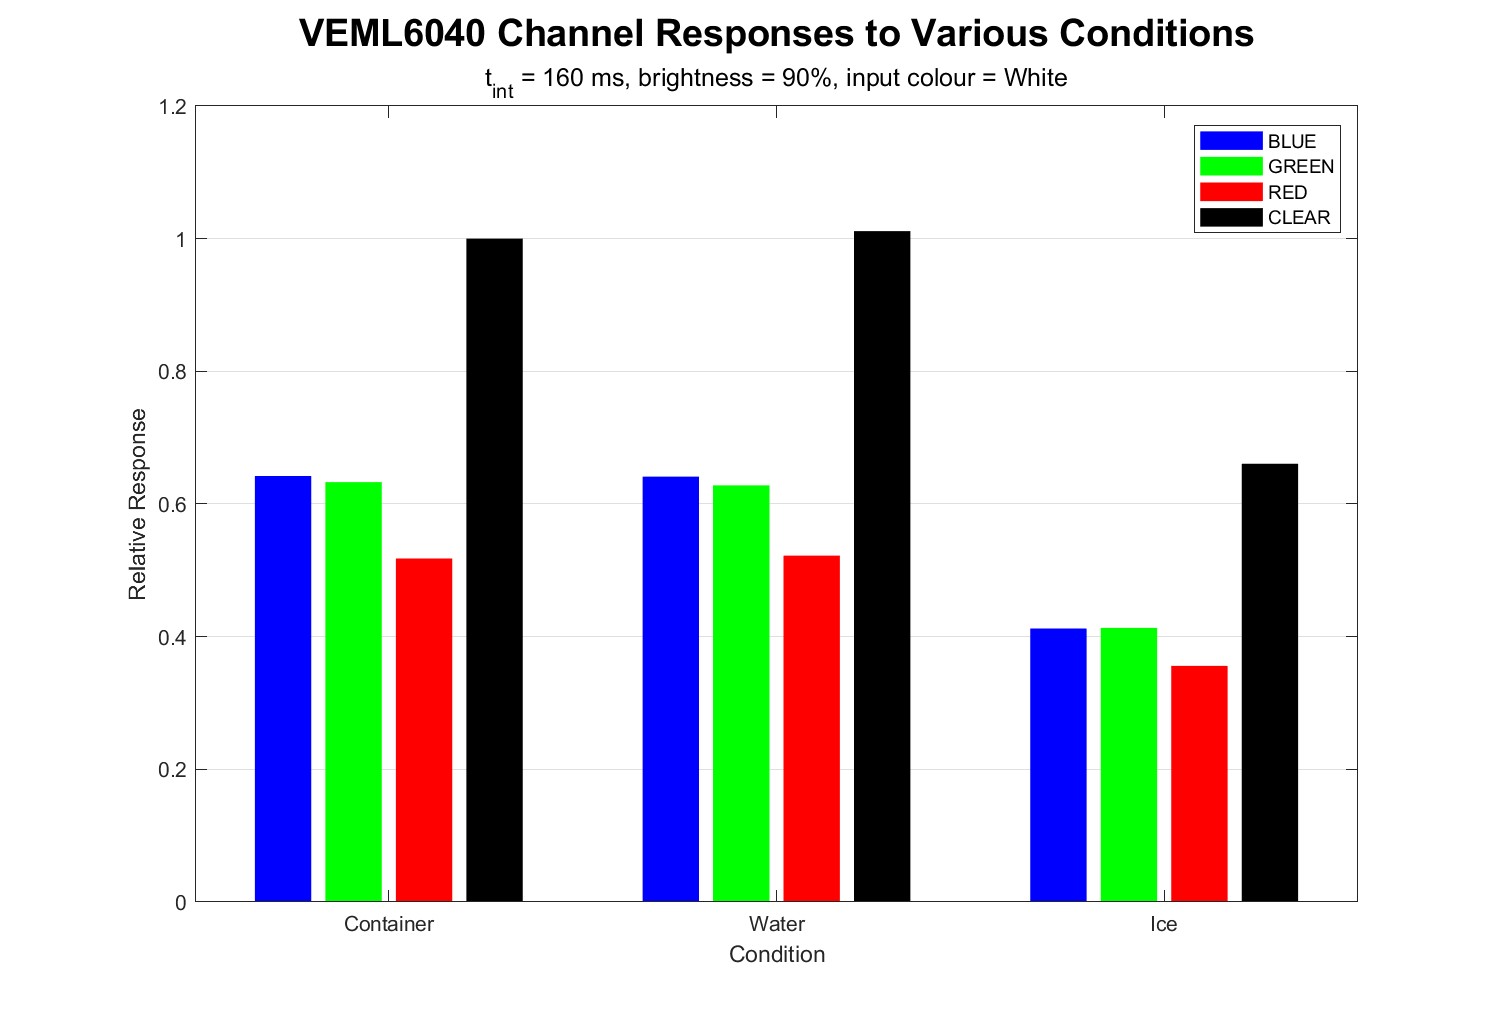 VEML6040 Channel Responses to Various Conditions
t_int = 160 ms, brightness = 90%, input colour = White
1.2
1
0.8
0.6
0.4
0.2
0
Relative Response
BLUE
GREEN
RED
CLEAR
Container Water Ice
Condition